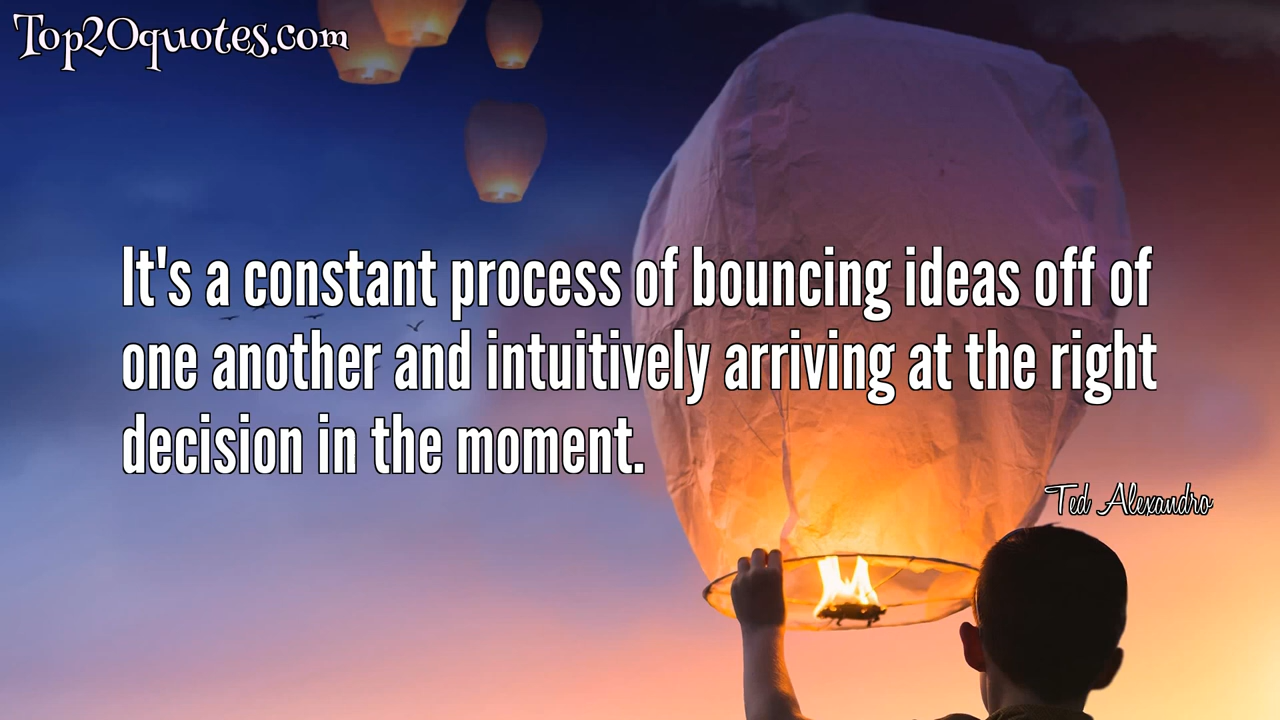 Top20quotes.com
It's a constant process of bouncing ideas off of
one another and intuitively arriving at the right
decision in the moment.
Ted Alexandro